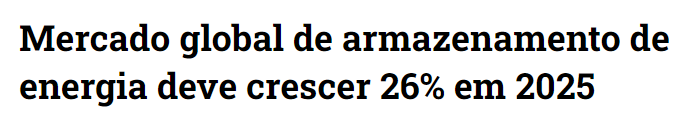 Mercado global de armazenamento de
energia deve crescer 26% em 2025